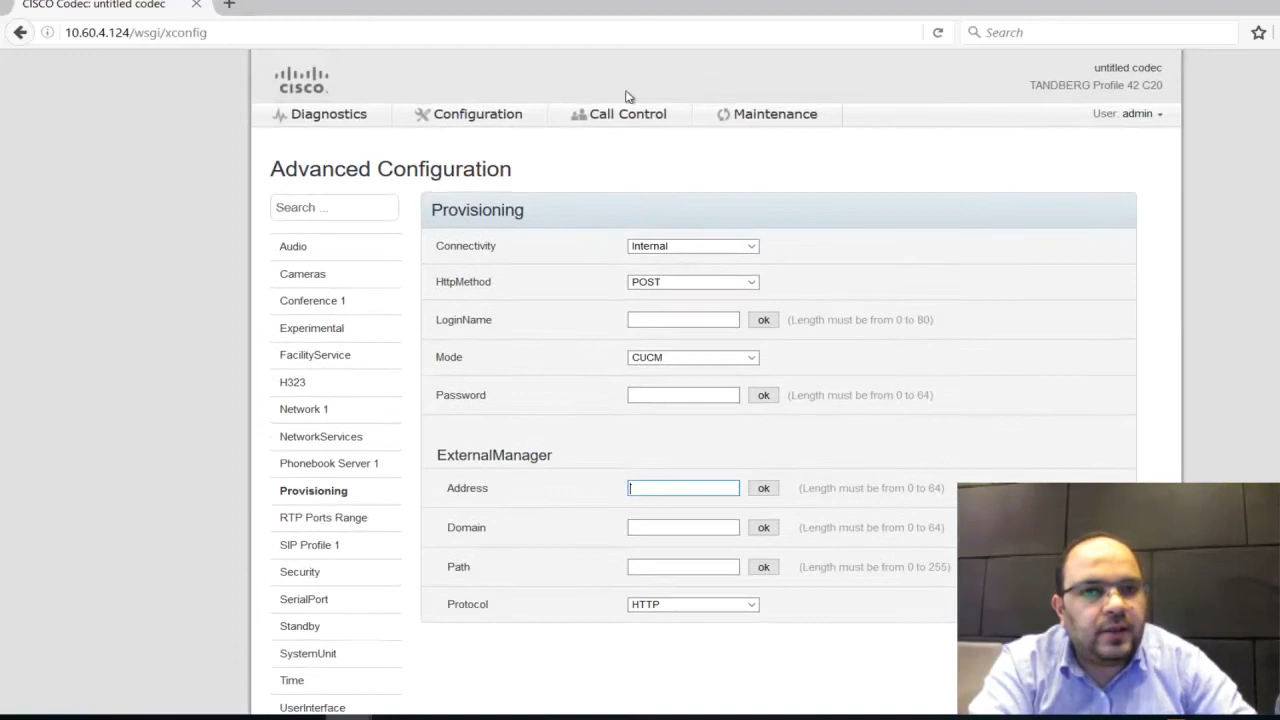 CISCO Codec: untitled codec
10.60.4.124/wsgi/xconfig
Search
CISCO
untitled codec
TANDBERG Profile 42 C20
Diagnostics Configuration Call Control Maintenance User: admin
Advanced Configuration
Search ...
Audio
Cameras
Conference 1
Experimental
FacilityService
H323
Network 1
NetworkServices
Phonebook Server 1
Provisioning
RTP Ports Range
SIP Profile 1
Security
SerialPort
Standby
SystemUnit
Time
UserInterface
Provisioning
Connectivity Internal
HttpMethod POST
LoginName ok (Length must be from 0 to 80)
Mode CUCM
Password ok (Length must be from 0 to 64)
ExternalManager
Address ok (Length must be from 0 to 64)
Domain ok (Length must be from 0 to 64)
Path ok (Length must be from 0 to 255)
Protocol HTTP